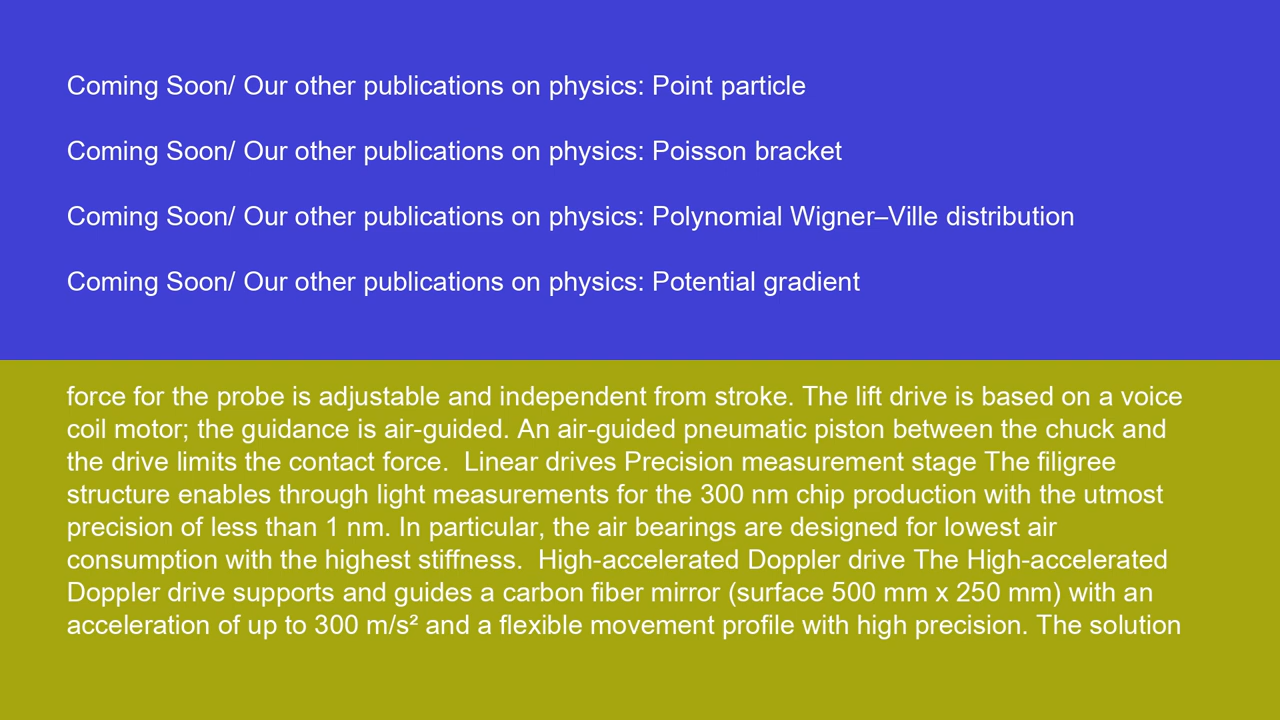 Coming Soon/ Our other publications on physics: Point particle
Coming Soon/ Our other publications on physics: Poisson bracket
Coming Soon/ Our other publications on physics: Polynomial Wigner–Ville distribution
Coming Soon/ Our other publications on physics: Potential gradient
force for the probe is adjustable and independent from stroke. The lift drive is based on a voice
coil motor; the guidance is air-guided. An air-guided pneumatic piston between the chuck and
the drive limits the contact force.  Linear drives Precision measurement stage The filigree
structure enables through light measurements for the 300 nm chip production with the utmost
precision of less than 1 nm. In particular, the air bearings are designed for lowest air
consumption with the highest stiffness.  High-accelerated Doppler drive The High-accelerated
Doppler drive supports and guides a carbon fiber mirror (surface 500 mm x 250 mm) with an
acceleration of up to 300 m/s² and a flexible movement profile with high precision. The solution